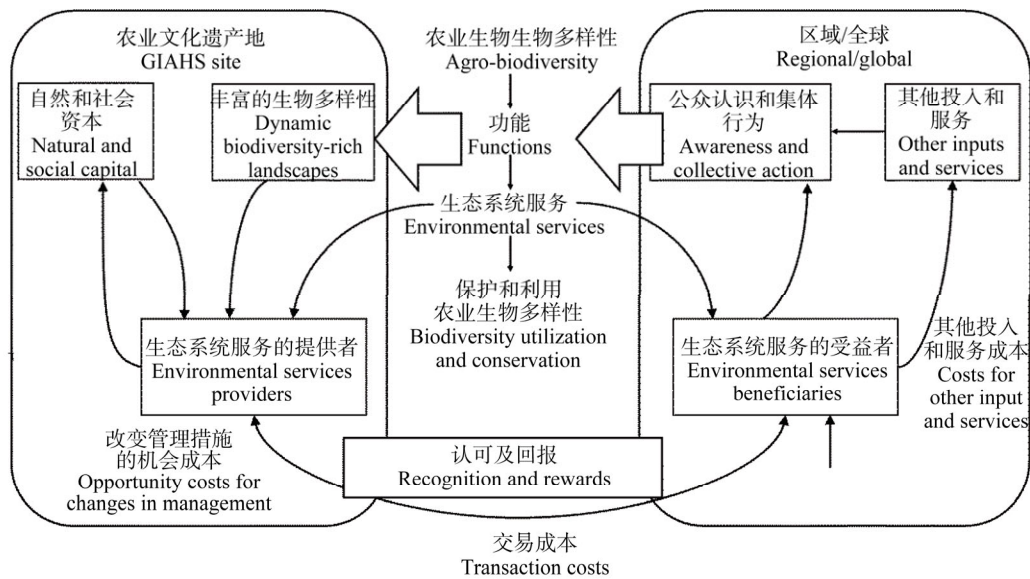 农业文化遗产地
GIAHS site
自然和社会
资本
Natural and
social capital
丰富的生物多样性
Dynamic
biodiversity-rich
landscapes
生态系统服务的提供者
Environmental services
providers
改变管理措施
的机会成本
Opportunity costs for
changes in management
农业生物生物多样性
Agro-biodiversity
功能
Functions
生态系统服务
Environmental services
保护和利用
农业生物多样性
Biodiversity utilization
and conservation
认可及回报
Recognition and rewards
交易成本
Transaction costs
区域/全球
Regional/global
公众认识和集体
行为
Awareness and
collective action
其他投入和
服务
Other inputs
and services
生态系统服务的受益者
Environmental services
beneficiaries
其他投入
和服务成本
Costs for
other input
and services